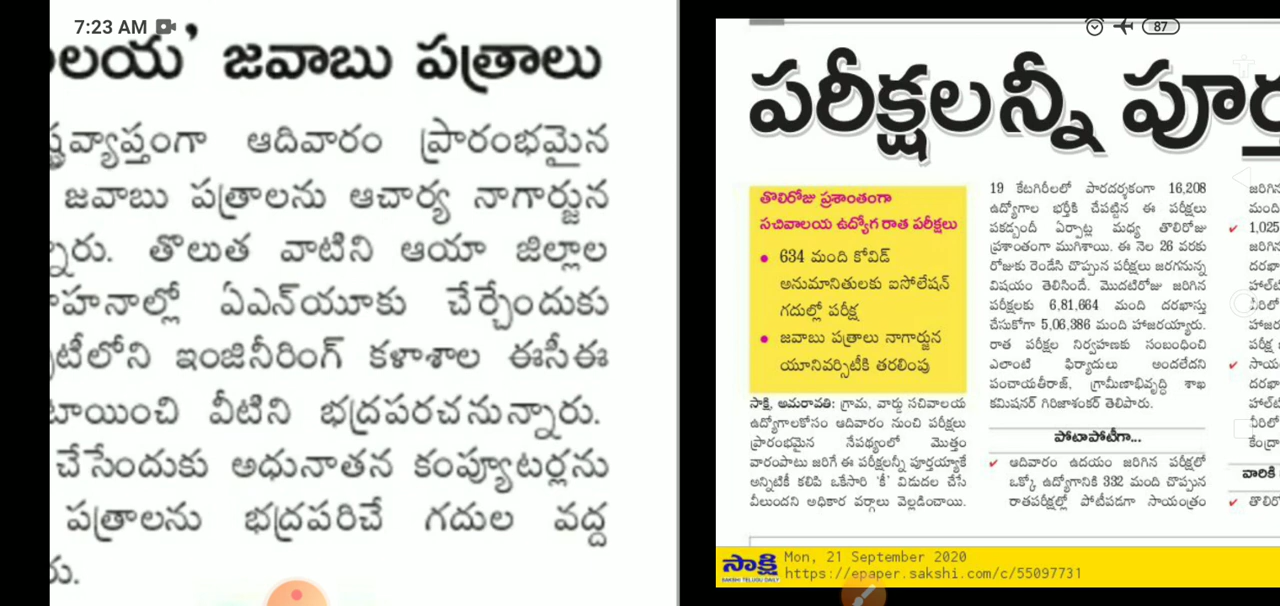 7:23 AM
జవాబు పత్రాలు
ఆదివారం ప్రారంభమైన
జవాబు పత్రాలను ఆచార్య నాగార్జున
తొలుత వాటిని ఆయా జిల్లాల
ఏఎన్‌యూకు చేర్చేందుకు
ఇంజినీరింగ్ కళాశాల ఈసీఈ
వీటిని భద్రపరచనున్నారు.
చేసేందుకు అధునాతన కంప్యూటర్లను
పత్రాలను భద్రపరిచే గదుల వద్ద
87
పరీక్షలన్నీ
తొలిరోజు ప్రశాంతంగా
సచివాలయ ఉద్యోగ రాత పరీక్షలు
• 634 మంది కోవిడ్
అనుమానితులకు ఐసోలేషన్
గదుల్లో పరీక్ష
• జవాబు పత్రాలు నాగార్జున
యూనివర్సిటీకి తరలింపు
సాక్షి, అమరావతి: గ్రామ, వార్డు సచివాలయ
ఉద్యోగాలకోసం ఆదివారం నుంచి పరీక్షలు
ప్రారంభమైన నేపథ్యంలో మొత్తం
వారంపాటు జరిగే ఈ పరీక్షలన్నీ పూర్తయ్యాకే
అన్నిటికీ కలిపి ఒకేసారి 'కీ' విడుదల చేసే
వీలుందని అధికార వర్గాలు వెల్లడించాయి.
19 కేటగిరీలలో పారదర్శకంగా 16,208
ఉద్యోగాల భర్తీకి చేపట్టిన ఈ పరీక్షలు
పకడ్బందీ ఏర్పాట్ల మధ్య తొలిరోజు
ప్రశాంతంగా ముగిశాయి. ఈ నెల 26 వరకు
రోజుకు రెండేసి చొప్పున పరీక్షలు జరగనున్న
విషయం తెలిసిందే. మొదటిరోజు జరిగిన
పరీక్షలకు 6,81,664 మంది దరఖాస్తు
చేసుకోగా 5,06,386 మంది హాజరయ్యారు.
రాత పరీక్షల నిర్వహణకు సంబంధించి
ఎలాంటి ఫిర్యాదులు అందలేదని
పంచాయతీరాజ్, గ్రామీణాభివృద్ధి శాఖ
కమిషనర్ గిరిజాశంకర్ తెలిపారు.
పోటాపోటీగా...
✓ ఆదివారం ఉదయం జరిగిన పరీక్షలో
ఒక్కో ఉద్యోగానికి 332 మంది చొప్పున
రాతపరీక్షల్లో పోటీపడగా సాయంత్రం
వారికి
సాక్షి
SAKSHI TELUGU DAILY
Mon, 21 September 2020
https://epaper.sakshi.com/c/55097731